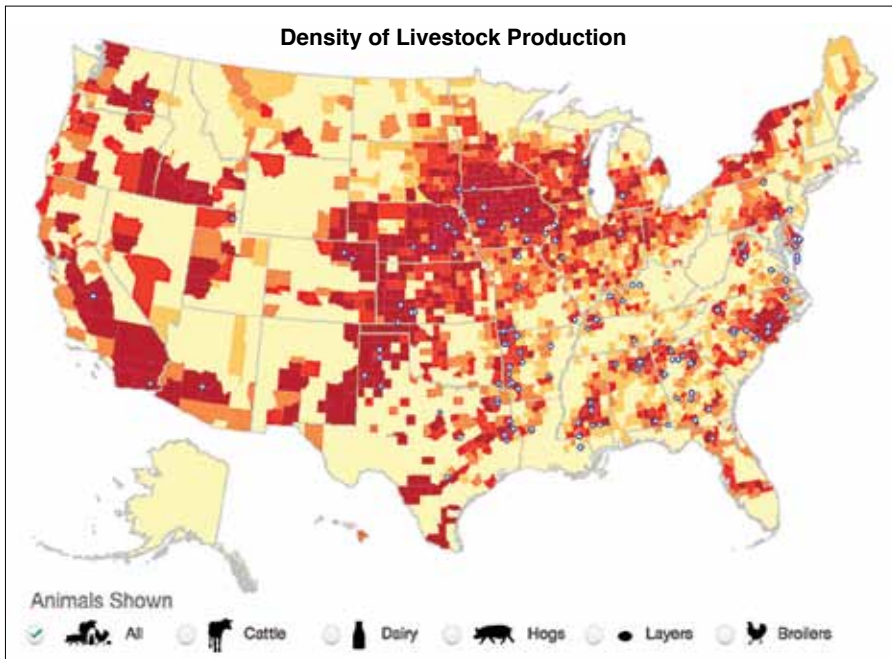 Density of Livestock Production
Animals Shown
All Cattle Dairy Hogs Layers Broilers